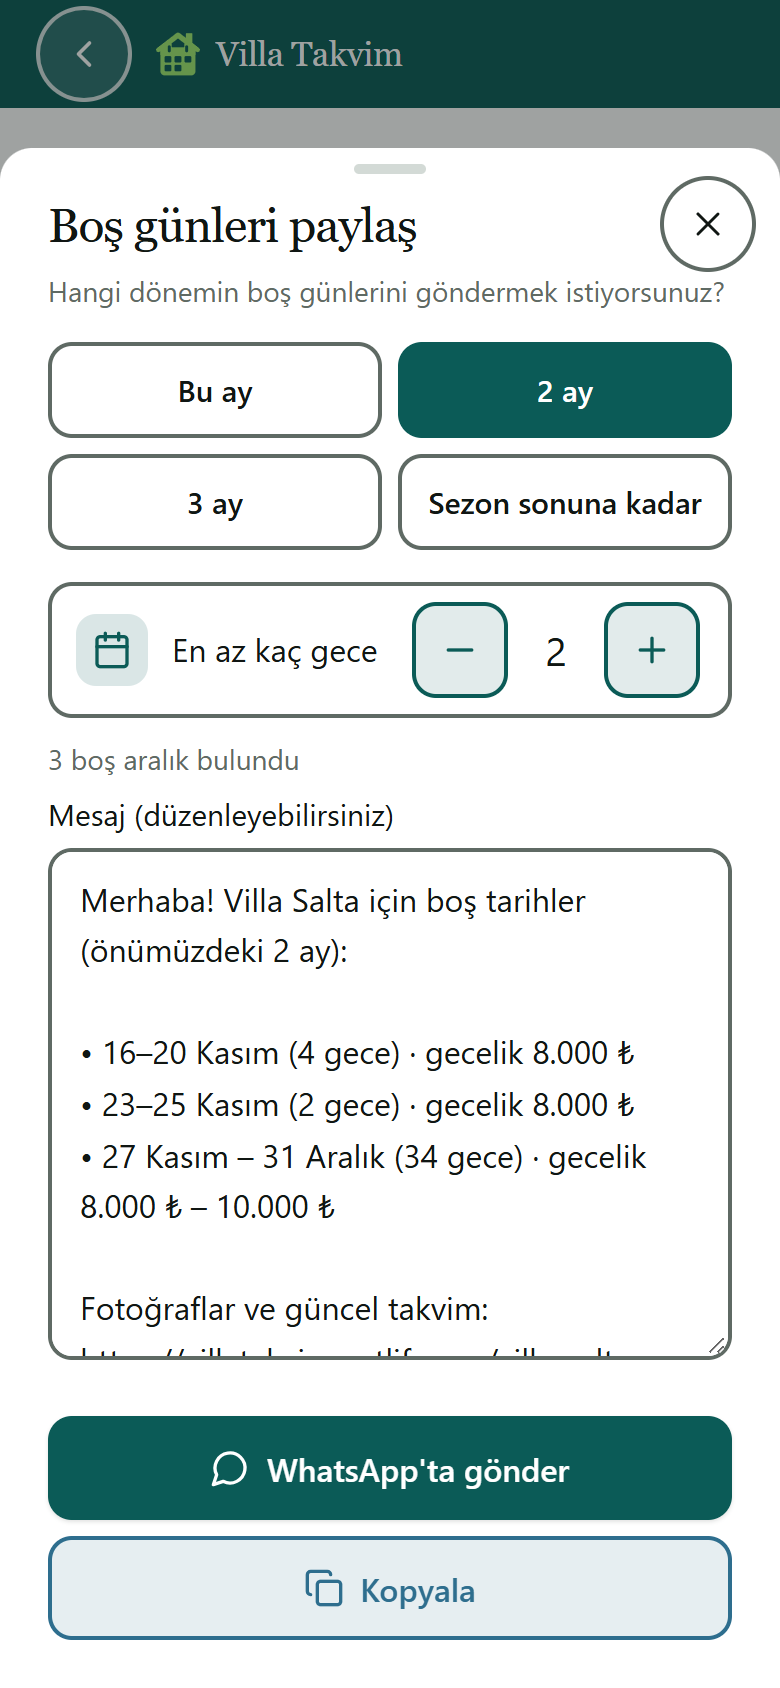 Villa Takvim
Boş günleri paylaş
Hangi dönemin boş günlerini göndermek istiyorsunuz?
Bu ay
2 ay
3 ay
Sezon sonuna kadar
En az kaç gece
2
3 boş aralık bulundu
Mesaj (düzenleyebilirsiniz)
Merhaba! Villa Salta için boş tarihler
(önümüzdeki 2 ay):
• 16–20 Kasım (4 gece) · gecelik 8.000 ₺
• 23–25 Kasım (2 gece) · gecelik 8.000 ₺
• 27 Kasım – 31 Aralık (34 gece) · gecelik
8.000 ₺ – 10.000 ₺
Fotoğraflar ve güncel takvim:
WhatsApp'ta gönder
Kopyala